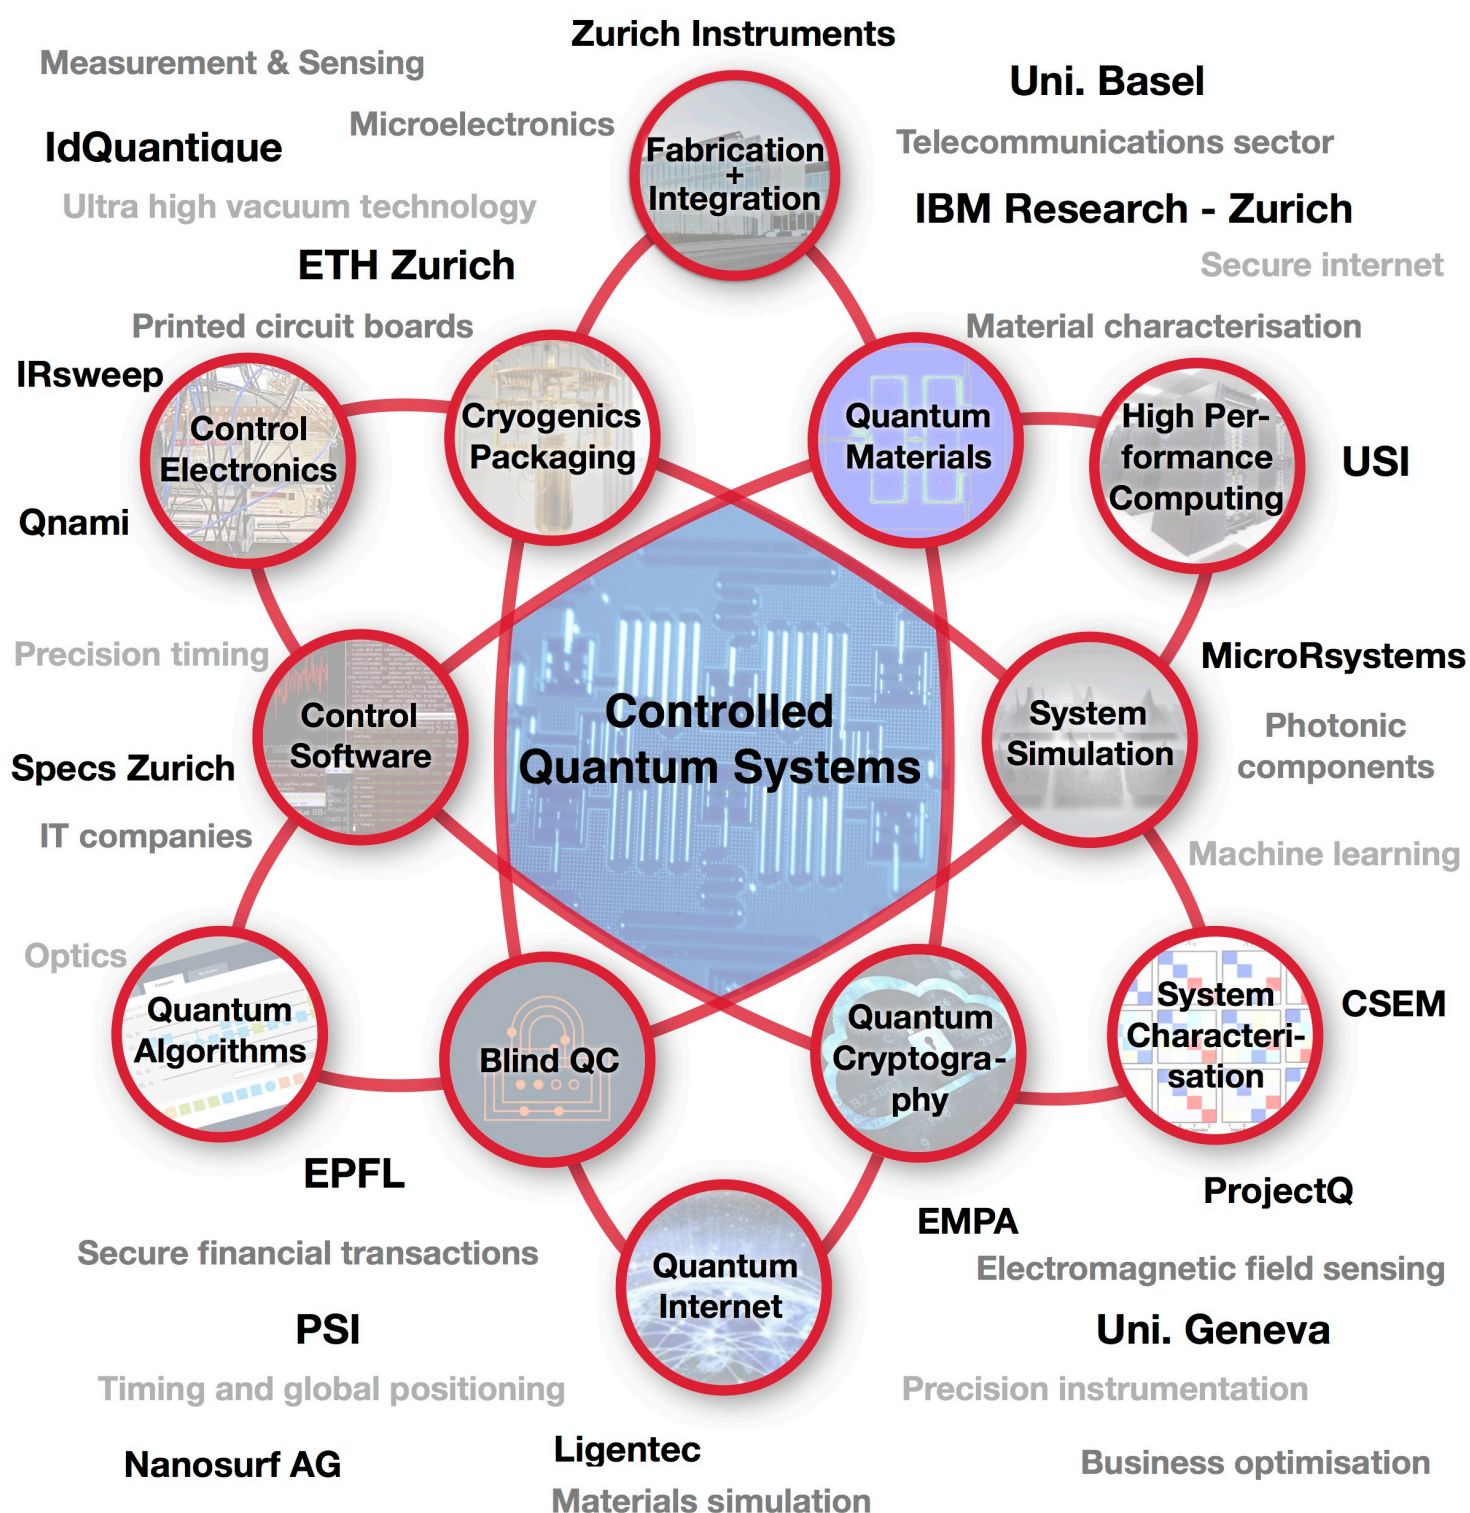 Zurich Instruments
Measurement & Sensing
Uni. Basel
Microelectronics
IdQuantique
Telecommunications sector
Fabrication
+
Integration
Ultra high vacuum technology
IBM Research - Zurich
ETH Zurich
Secure internet
Printed circuit boards
Material characterisation
IRsweep
Control
Electronics
Cryogenics
Packaging
Quantum
Materials
High Per-
formance
Computing
USI
Qnami
Precision timing
MicroRsystems
Control
Software
Controlled
Quantum Systems
System
Simulation
Photonic
components
Specs Zurich
IT companies
Machine learning
Optics
Quantum
Algorithms
Blind QC
Quantum
Cryptogra-
phy
System
Characteri-
sation
CSEM
EPFL
ProjectQ
EMPA
Secure financial transactions
Quantum
Internet
Electromagnetic field sensing
PSI
Uni. Geneva
Timing and global positioning
Precision instrumentation
Nanosurf AG
Ligentec
Business optimisation
Materials simulation